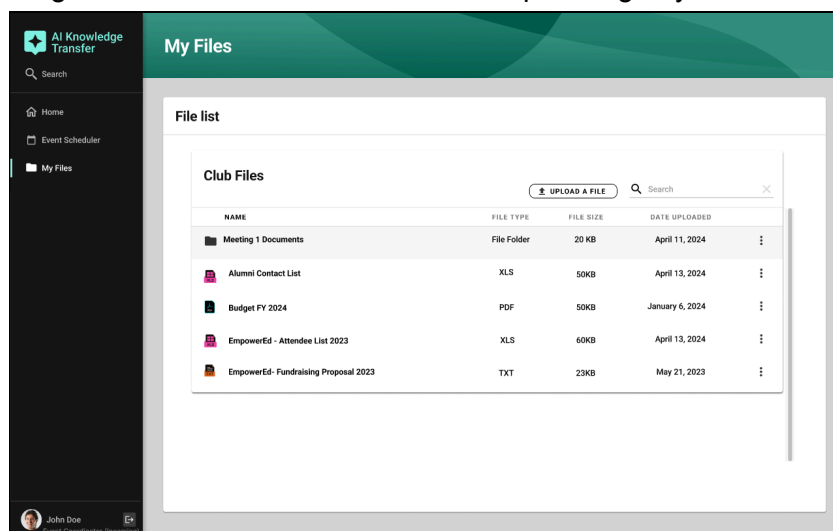 AI Knowledge
Transfer
Search
Home
Event Scheduler
My Files
John Doe
My Files
File list
Club Files
UPLOAD A FILE
Search
NAME FILE TYPE FILE SIZE DATE UPLOADED
Meeting 1 Documents File Folder 20 KB April 11, 2024
Alumni Contact List XLS 50KB April 13, 2024
Budget FY 2024 PDF 50KB January 6, 2024
EmpowerEd - Attendee List 2023 XLS 60KB April 13, 2024
EmpowerEd- Fundraising Proposal 2023 TXT 23KB May 21, 2023